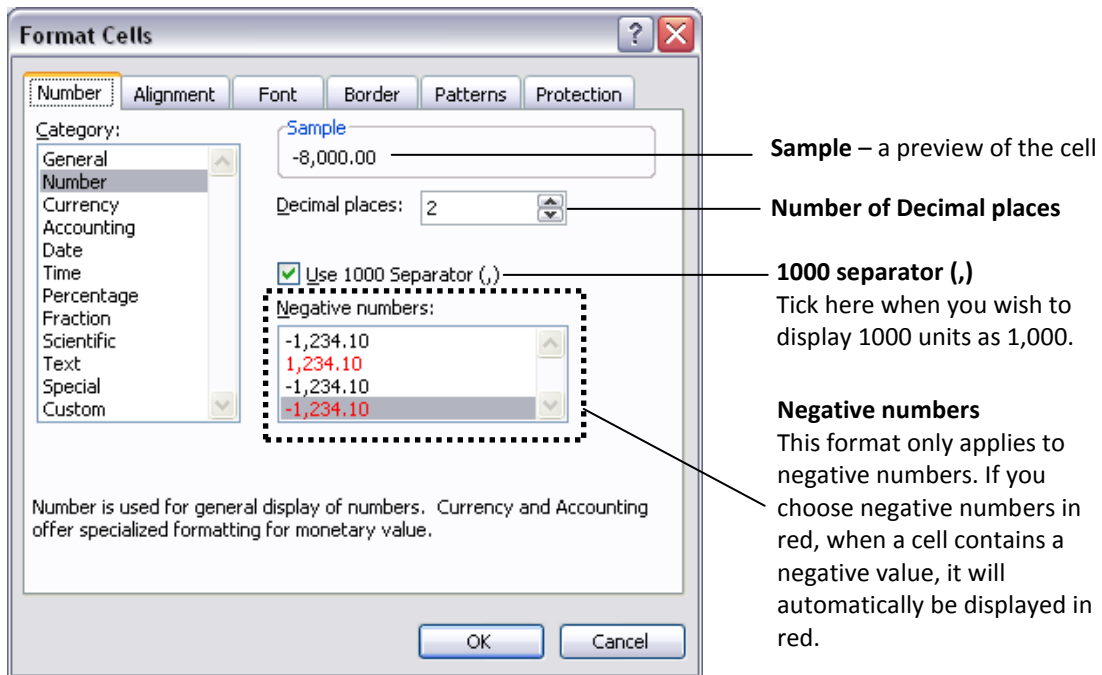 Format Cells
Number Alignment Font Border Patterns Protection
Category:
General
Number
Currency
Accounting
Date
Time
Percentage
Fraction
Scientific
Text
Special
Custom
Sample
-8,000.00
Decimal places: 2
Use 1000 Separator (,)
Negative numbers:
-1,234.10
1,234.10
-1,234.10
-1,234.10
Number is used for general display of numbers. Currency and Accounting
offer specialized formatting for monetary value.
OK Cancel
Sample – a preview of the cell
Number of Decimal places
1000 separator (,)
Tick here when you wish to
display 1000 units as 1,000.
Negative numbers
This format only applies to
negative numbers. If you
choose negative numbers in
red, when a cell contains a
negative value, it will
automatically be displayed in
red.